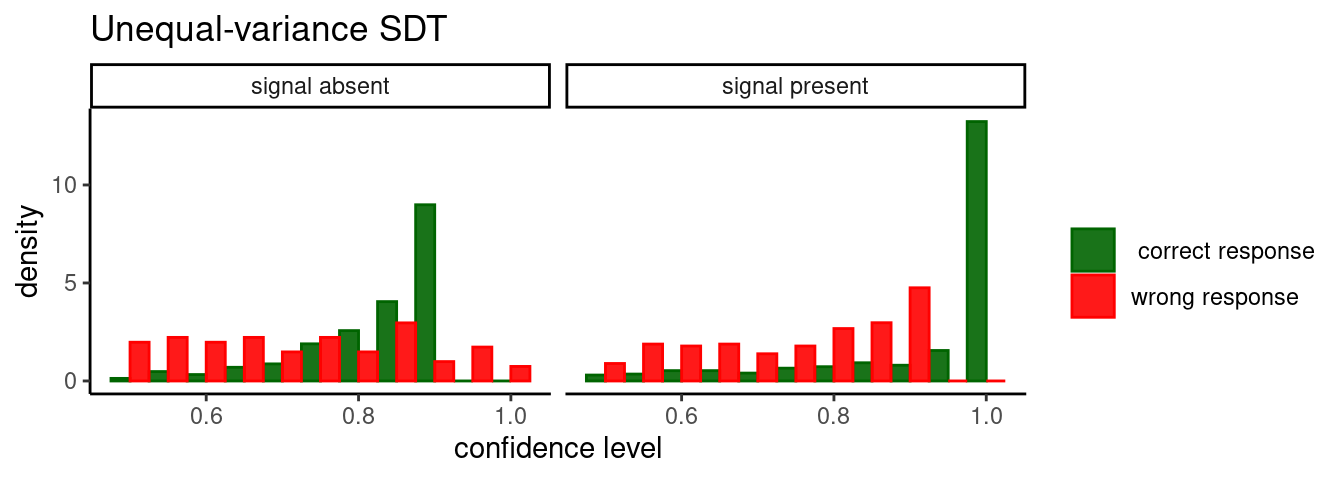 Unequal-variance SDT
signal absent
signal present
10
5
0
density
0.6
0.8
1.0
0.6
0.8
1.0
confidence level
correct response
wrong response